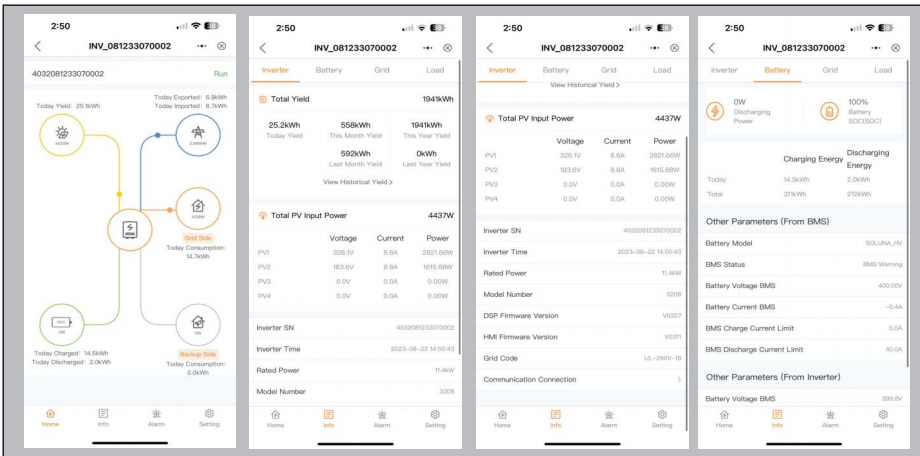 2:50
INV_081233070002
4032081233070002
Run
Today Yield: 25.1kWh
Today Exported: 6.9kWh
Today Imported: 8.7kWh
Grid Side
Today Consumption:
14.7kWh
Today Charged: 14.5kWh
Today Discharged: 2.0kWh
Backup Side
Today Consumption:
0.0kWh
Home Info Alarm Setting
2:50
INV_081233070002
Inverter Battery Grid Load
Total Yield 1941kWh
25.2kWh 558kWh 1941kWh
Today Yield This Month Yield This Year Yield
592kWh 0kWh
Last Month Yield Last Year Yield
View Historical Yield >
Total PV Input Power 4437W
Voltage Current Power
PV1 328.1V 8.6A 2821.66W
PV2 183.6V 8.8A 1615.68W
PV3 0.0V 0.0A 0.00W
PV4 0.0V 0.0A 0.00W
Inverter SN 4032081233070002
Inverter Time 2023-08-22 14:50:43
Rated Power 11.4kW
Model Number 3208
Home Info Alarm Setting
2:50
INV_081233070002
Inverter Battery Grid Load
View Historical Yield >
Total PV Input Power 4437W
Voltage Current Power
PV1 328.1V 8.6A 2821.66W
PV2 183.6V 8.8A 1615.68W
PV3 0.0V 0.0A 0.00W
PV4 0.0V 0.0A 0.00W
Inverter SN 4032081233070002
Inverter Time 2023-08-22 14:50:43
Rated Power 11.4kW
Model Number 3208
DSP Firmware Version V0327
HMI Firmware Version V0311
Grid Code UL-240V-18
Communication Connection >
Home Info Alarm Setting
2:50
INV_081233070002
Inverter Battery Grid Load
0W 100%
Discharging Battery
Power SOC(SOC)
Charging Energy Discharging
Energy
Today 14.5kWh 2.0kWh
Total 311kWh 212kWh
Other Parameters (From BMS)
Battery Model SOLUNA_HV
BMS Status BMS Warning
Battery Voltage BMS 400.00V
Battery Current BMS -0.4A
BMS Charge Current Limit 0.0A
BMS Discharge Current Limit 40.0A
Other Parameters (From Inverter)
Battery Voltage BMS 399.8V
Home Info Alarm Setting